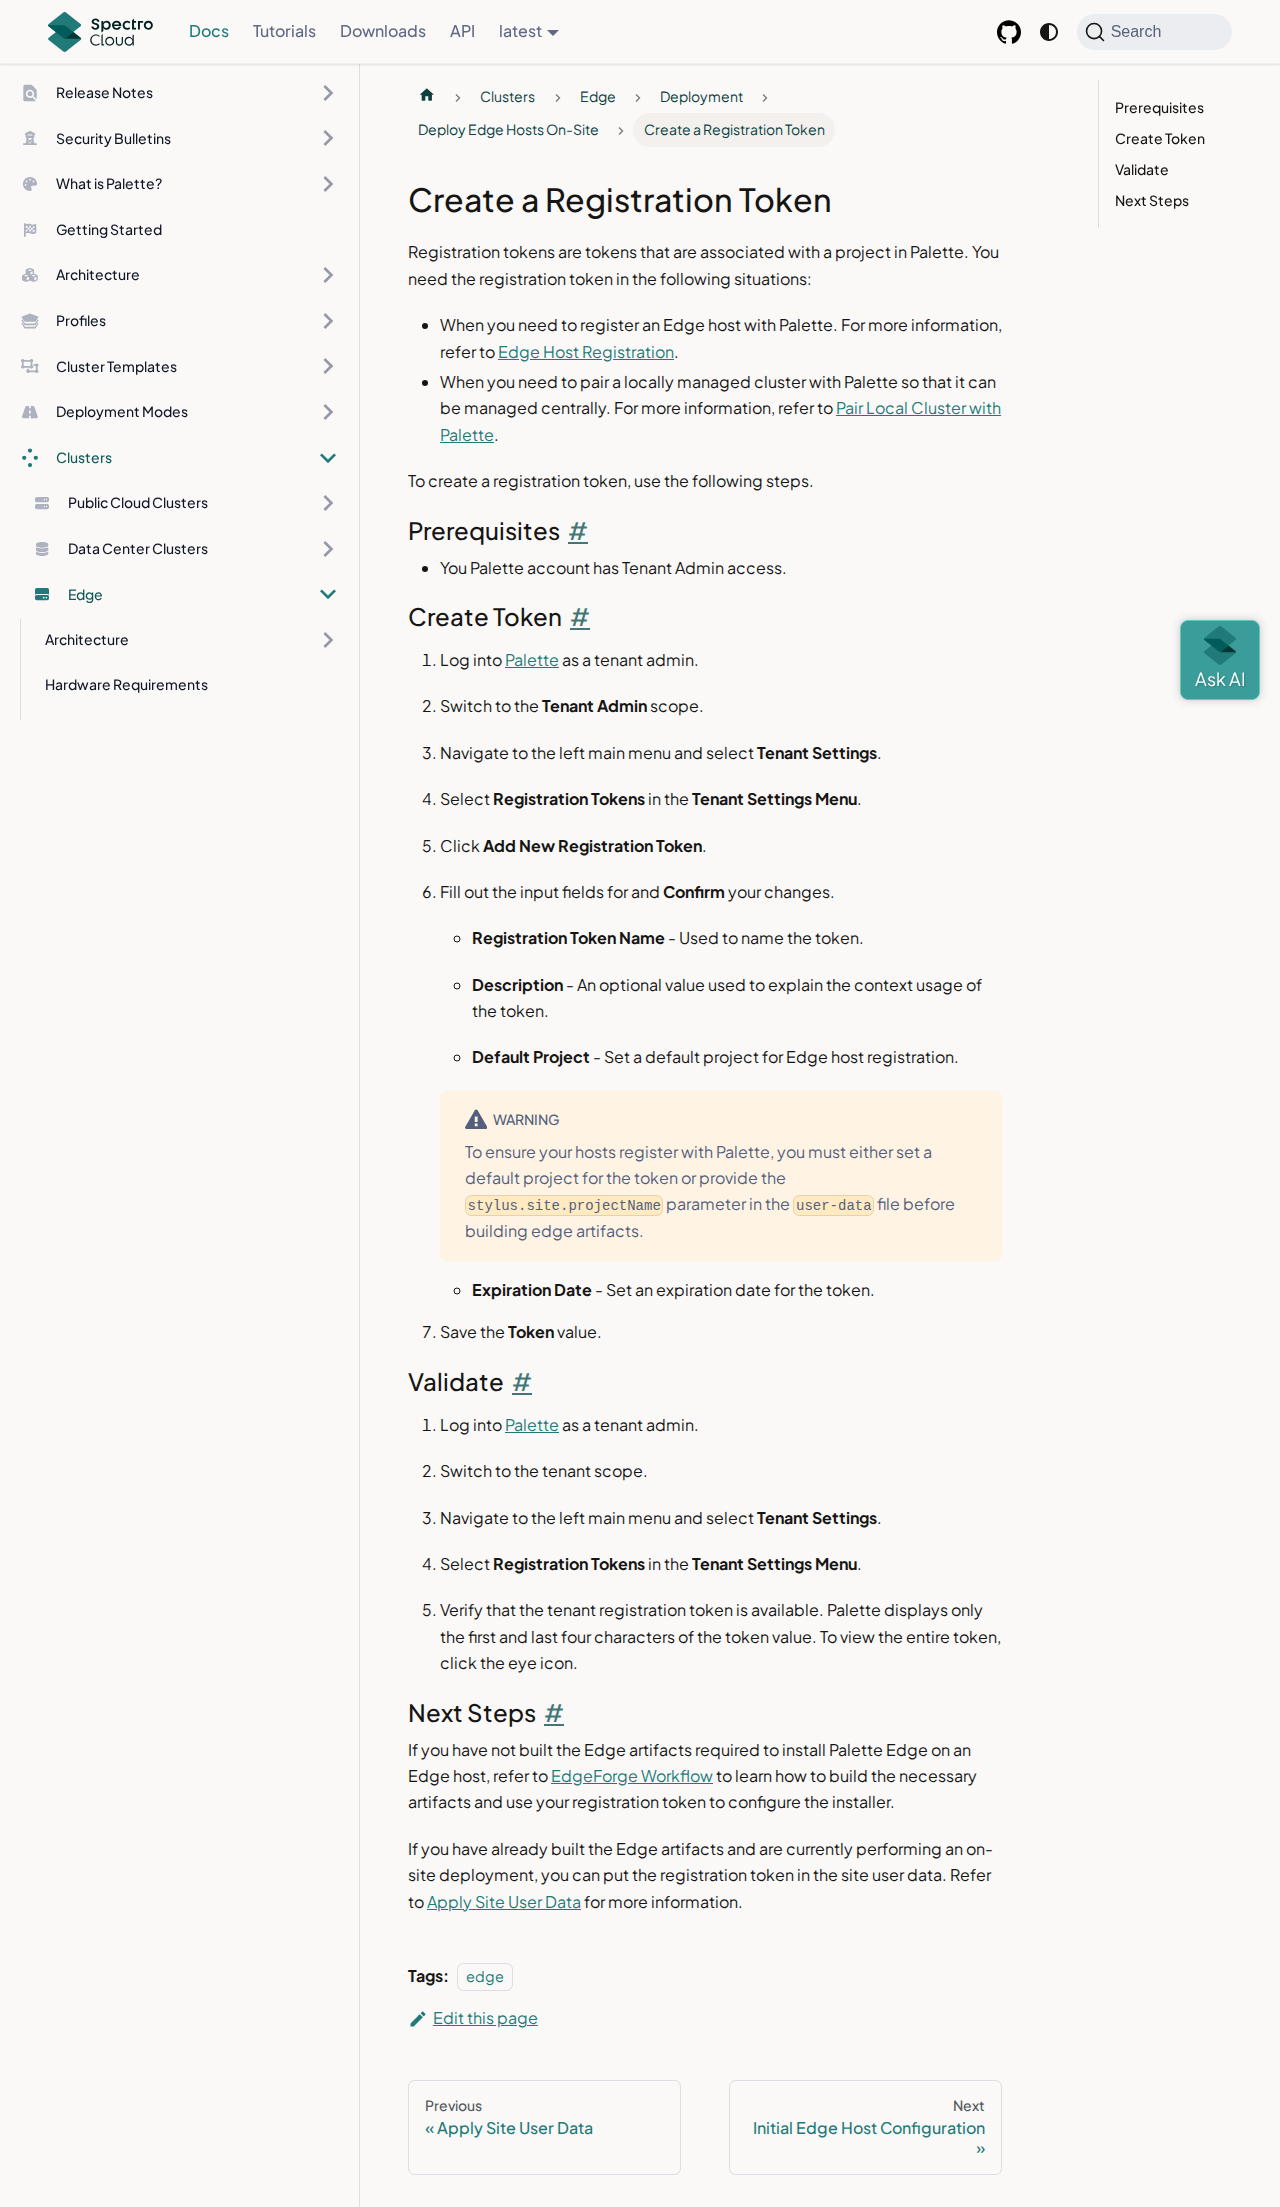 Spectro Cloud
Docs
Tutorials
Downloads
API
latest
Search
Release Notes
Security Bulletins
What is Palette?
Getting Started
Architecture
Profiles
Cluster Templates
Deployment Modes
Clusters
Public Cloud Clusters
Data Center Clusters
Edge
Architecture
Hardware Requirements
Clusters > Edge > Deployment >
Deploy Edge Hosts On-Site > Create a Registration Token
Create a Registration Token
Registration tokens are tokens that are associated with a project in Palette. You
need the registration token in the following situations:
When you need to register an Edge host with Palette. For more information,
refer to Edge Host Registration.
When you need to pair a locally managed cluster with Palette so that it can
be managed centrally. For more information, refer to Pair Local Cluster with
Palette.
To create a registration token, use the following steps.
Prerequisites #
You Palette account has Tenant Admin access.
Create Token #
1. Log into Palette as a tenant admin.
2. Switch to the Tenant Admin scope.
3. Navigate to the left main menu and select Tenant Settings.
4. Select Registration Tokens in the Tenant Settings Menu.
5. Click Add New Registration Token.
6. Fill out the input fields for and Confirm your changes.
Registration Token Name - Used to name the token.
Description - An optional value used to explain the context usage of
the token.
Default Project - Set a default project for Edge host registration.
WARNING
To ensure your hosts register with Palette, you must either set a
default project for the token or provide the
stylus.site.projectName parameter in the user-data file before
building edge artifacts.
Expiration Date - Set an expiration date for the token.
7. Save the Token value.
Validate #
1. Log into Palette as a tenant admin.
2. Switch to the tenant scope.
3. Navigate to the left main menu and select Tenant Settings.
4. Select Registration Tokens in the Tenant Settings Menu.
5. Verify that the tenant registration token is available. Palette displays only
the first and last four characters of the token value. To view the entire token,
click the eye icon.
Next Steps #
If you have not built the Edge artifacts required to install Palette Edge on an
Edge host, refer to EdgeForge Workflow to learn how to build the necessary
artifacts and use your registration token to configure the installer.
If you have already built the Edge artifacts and are currently performing an on-
site deployment, you can put the registration token in the site user data. Refer
to Apply Site User Data for more information.
Tags: edge
Edit this page
Previous
« Apply Site User Data
Next
Initial Edge Host Configuration
»
Prerequisites
Create Token
Validate
Next Steps
Ask AI